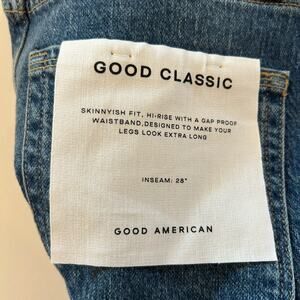 GOOD CLASSIC
SKINNYISH FIT, HI-RISE WITH A GAP PROOF
WAISTBAND,DESIGNED TO MAKE YOUR
LEGS LOOK EXTRA LONG
INSEAM: 28"
GOOD AMERICAN